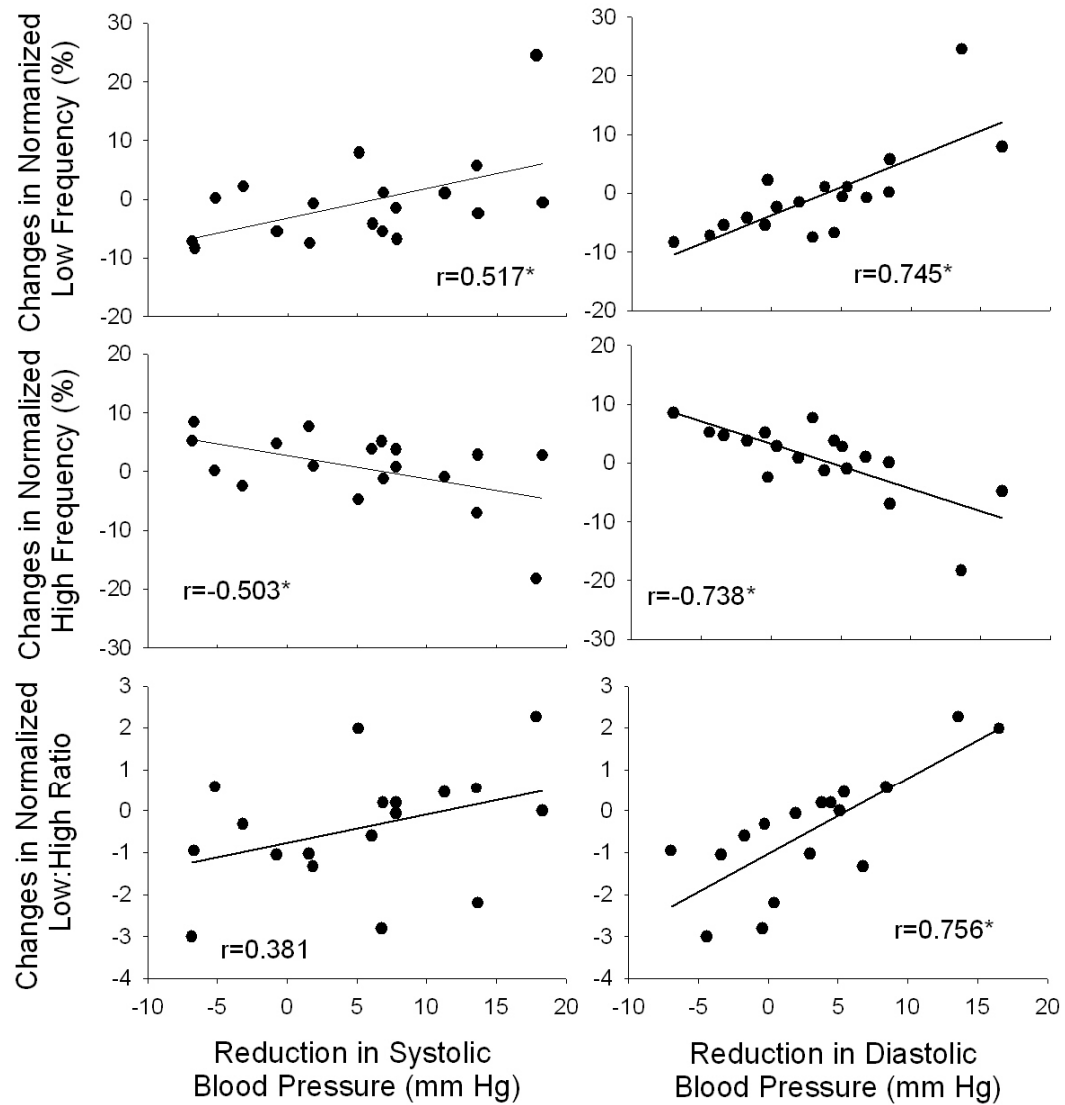 Changes in Normanized
Low Frequency (%)
30
20
10
0
-10
-20
r=0.517*
30
20
10
0
-10
-20
r=0.745*
Changes in Normalized
High Frequency (%)
20
10
0
-10
-20
-30
r=-0.503*
20
10
0
-10
-20
-30
r=-0.738*
Changes in Normalized
Low:High Ratio
3
2
1
0
-1
-2
-3
-4
r=0.381
-10 -5 0 5 10 15 20
Reduction in Systolic
Blood Pressure (mm Hg)
3
2
1
0
-1
-2
-3
-4
r=0.756*
-10 -5 0 5 10 15 20
Reduction in Diastolic
Blood Pressure (mm Hg)